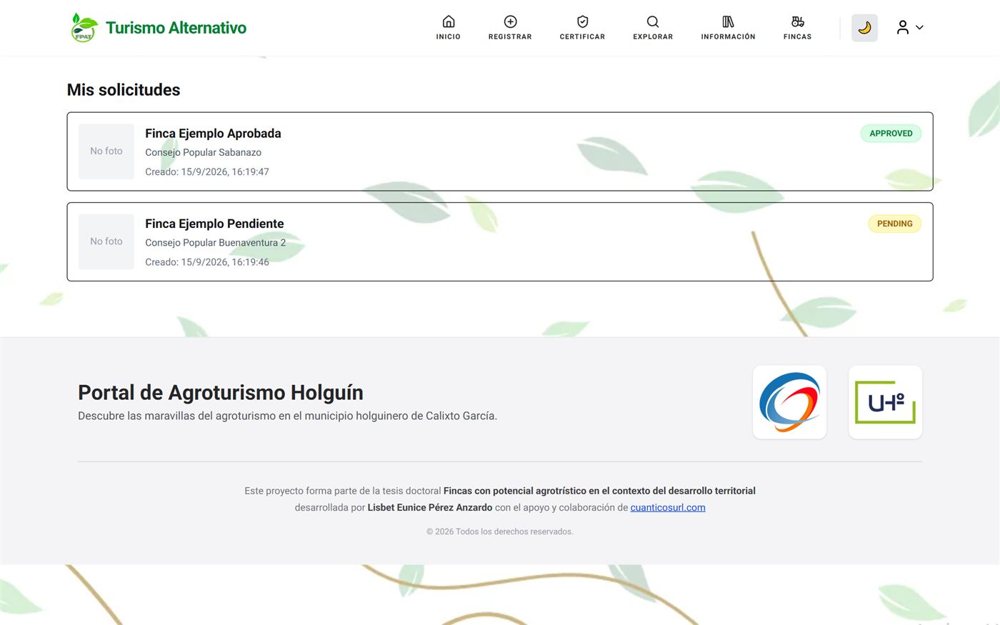 FPAT
Turismo Alternativo
INICIO
REGISTRAR
CERTIFICAR
EXPLORAR
INFORMACIÓN
FINCAS
Mis solicitudes
No foto
Finca Ejemplo Aprobada
Consejo Popular Sabanazo
Creado: 15/9/2026, 16:19:47
APPROVED
No foto
Finca Ejemplo Pendiente
Consejo Popular Buenaventura 2
Creado: 15/9/2026, 16:19:46
PENDING
Portal de Agroturismo Holguín
Descubre las maravillas del agroturismo en el municipio holguinero de Calixto García.
UHº
Este proyecto forma parte de la tesis doctoral Fincas con potencial agrotrístico en el contexto del desarrollo territorial
desarrollada por Lisbet Eunice Pérez Anzardo con el apoyo y colaboración de cuanticosurl.com
© 2026 Todos los derechos reservados.